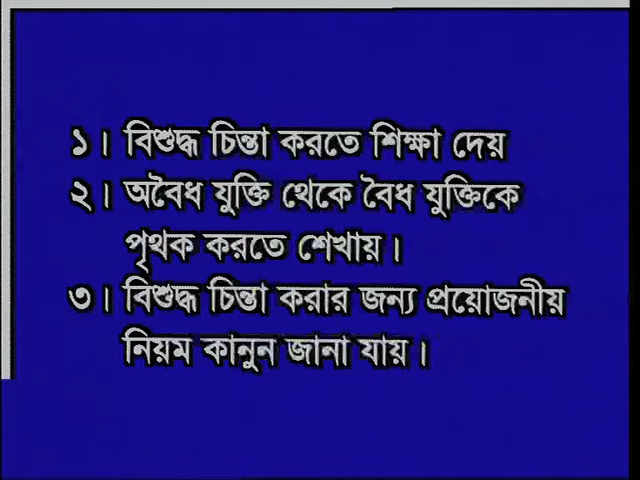 ১। বিশুদ্ধ চিন্তা করতে শিক্ষা দেয়
২। অবৈধ যুক্তি থেকে বৈধ যুক্তিকে
পৃথক করতে শেখায়।
৩। বিশুদ্ধ চিন্তা করার জন্য প্রয়োজনীয়
নিয়ম কানুন জানা যায়।